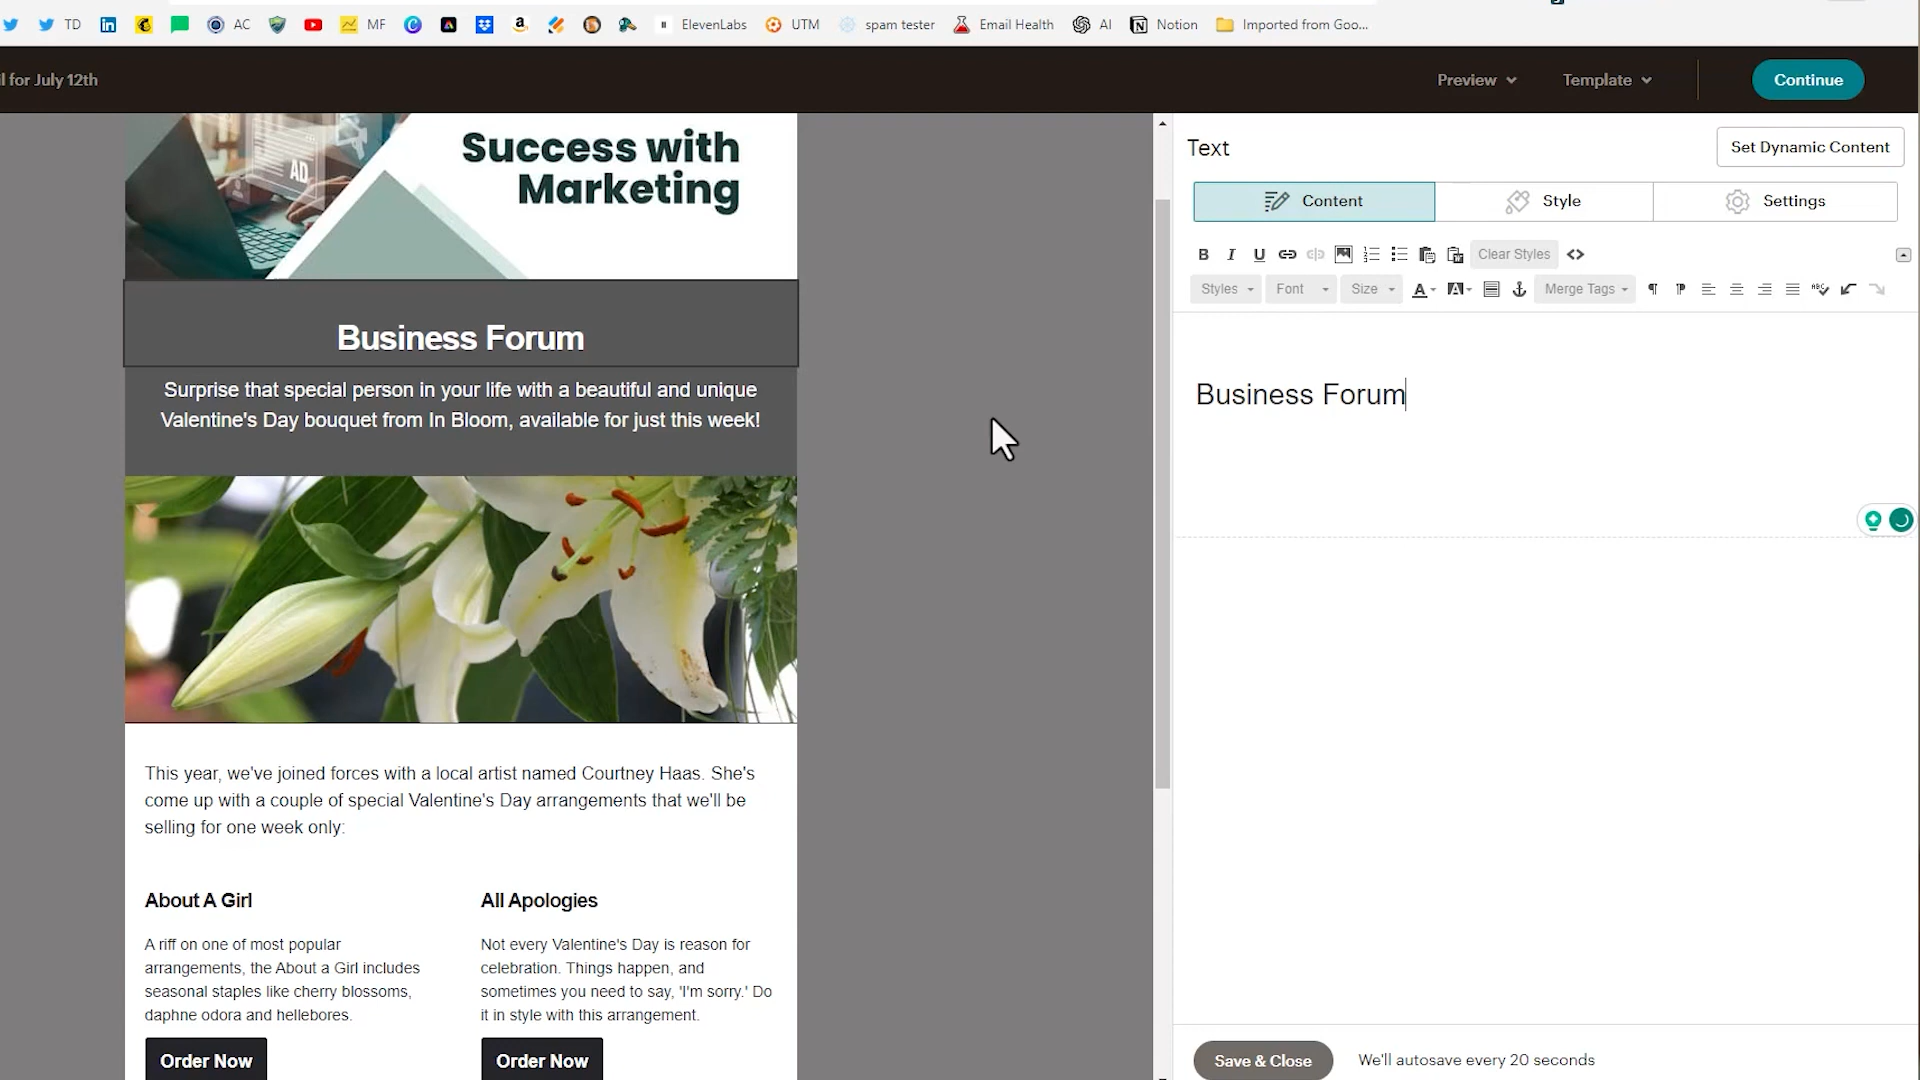 TD
AC
MF
ElevenLabs
UTM
spam tester
Email Health
AI
Notion
Imported from Goo...
l for July 12th
Preview
Template
Continue
AD
Success with
Marketing
Business Forum
Surprise that special person in your life with a beautiful and unique
Valentine's Day bouquet from In Bloom, available for just this week!
This year, we've joined forces with a local artist named Courtney Haas. She's
come up with a couple of special Valentine's Day arrangements that we'll be
selling for one week only:
About A Girl
A riff on one of most popular
arrangements, the About a Girl includes
seasonal staples like cherry blossoms,
daphne odora and hellebores.
Order Now
All Apologies
Not every Valentine's Day is reason for
celebration. Things happen, and
sometimes you need to say, 'I'm sorry.' Do
it in style with this arrangement.
Order Now
Text
Set Dynamic Content
Content
Style
Settings
B I U
Clear Styles
Styles
Font
Size
A
A
Merge Tags
ABC
Business Forum
Save & Close
We'll autosave every 20 seconds